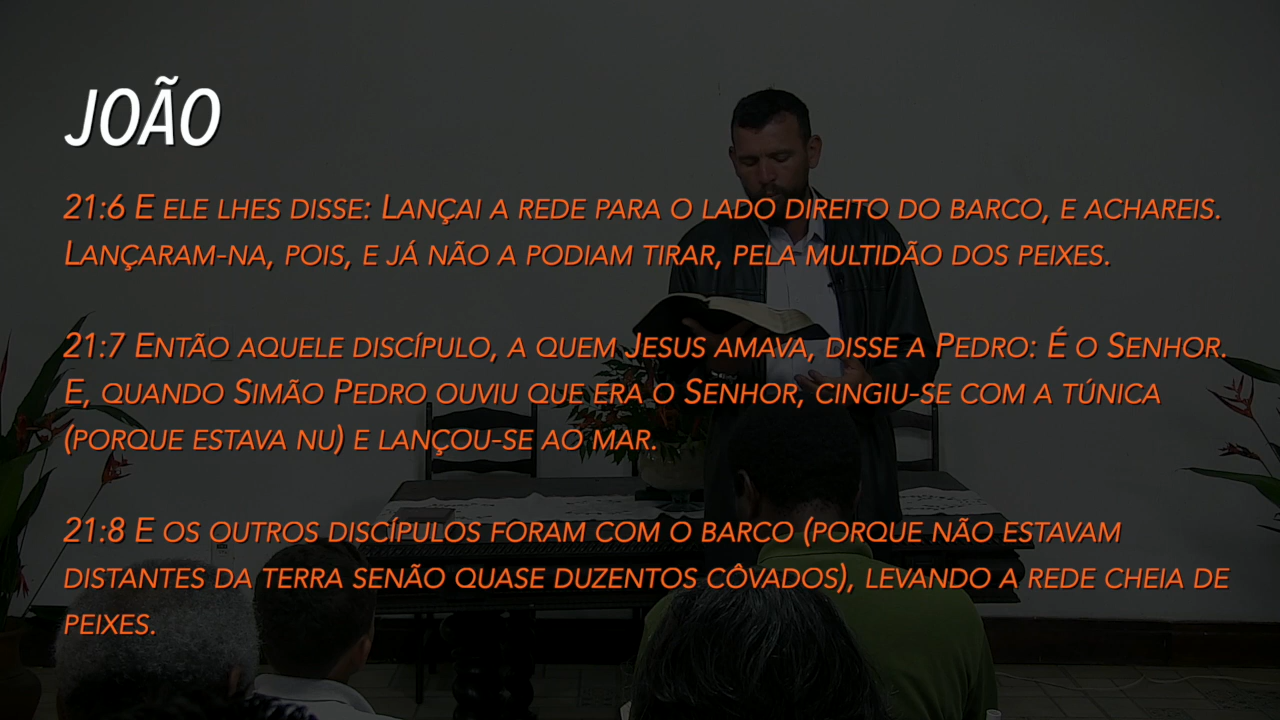 JOÃO
21:6 E ELE LHES DISSE: LANÇAI A REDE PARA O LADO DIREITO DO BARCO, E ACHAREIS.
LANÇARAM-NA, POIS, E JÁ NÃO A PODIAM TIRAR, PELA MULTIDÃO DOS PEIXES.
21:7 ENTÃO AQUELE DISCÍPULO, A QUEM JESUS AMAVA, DISSE A PEDRO: É O SENHOR.
E, QUANDO SIMÃO PEDRO OUVIU QUE ERA O SENHOR, CINGIU-SE COM A TÚNICA
(PORQUE ESTAVA NU) E LANÇOU-SE AO MAR.
21:8 E OS OUTROS DISCÍPULOS FORAM COM O BARCO (PORQUE NÃO ESTAVAM
DISTANTES DA TERRA SENÃO QUASE DUZENTOS CÔVADOS), LEVANDO A REDE CHEIA DE
PEIXES.